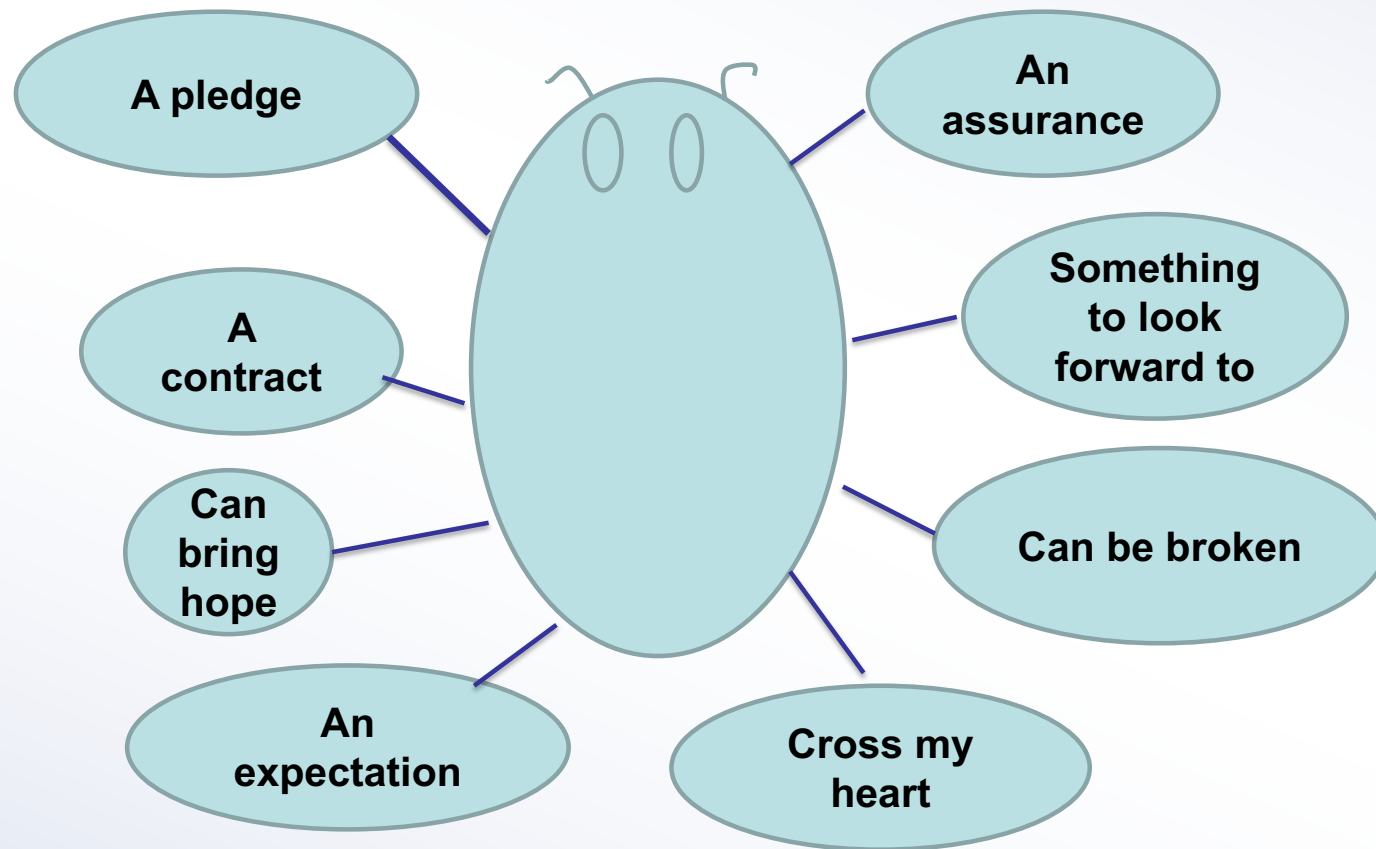 A pledge
An
assurance
Something
to look
forward to
A
contract
Can
bring
hope
Can be broken
An
expectation
Cross my
heart